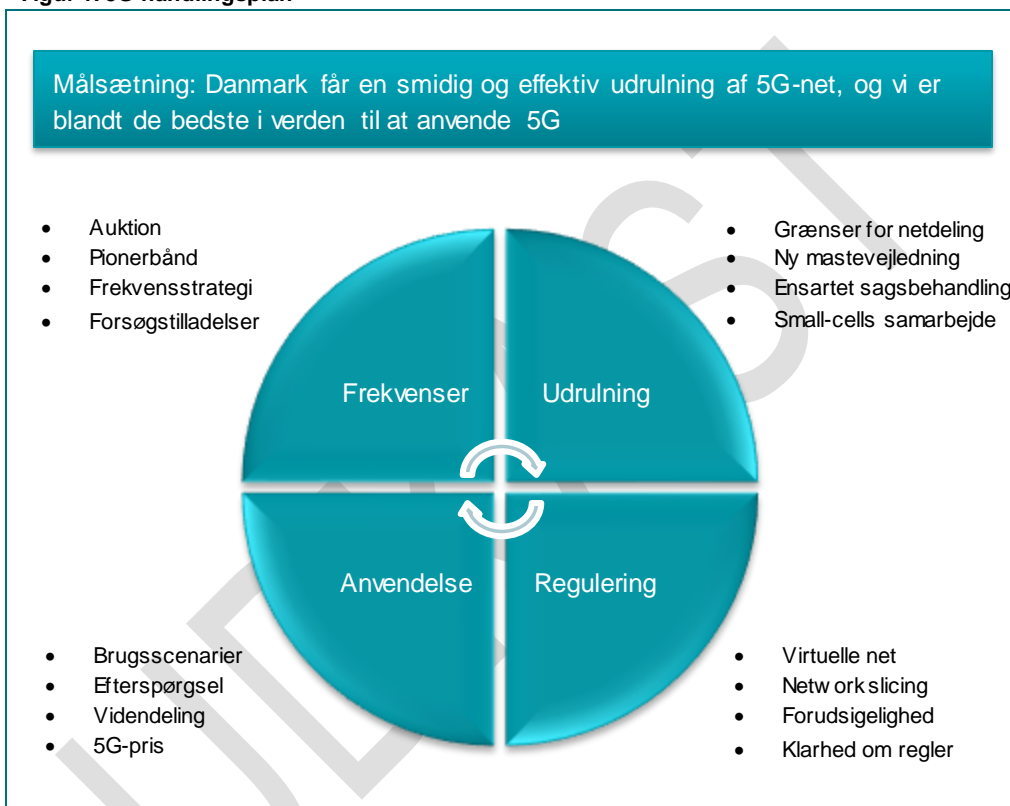 Målsætning: Danmark får en smidig og effektiv udrulning af 5G-net, og vi er
blandt de bedste i verden til at anvende 5G
• Auktion
• Pionerbånd
• Frekvensstrategi
• Forsøgstilladelser
• Grænser for netdeling
• Ny mastevejledning
• Ensartet sagsbehandling
• Small-cells samarbejde
Frekvenser
Udrulning
Anvendelse
Regulering
• Brugsscenarier
• Efterspørgsel
• Videndeling
• 5G-pris
• Virtuelle net
• Network slicing
• Forudsigelighed
• Klarhed om regler
UDKAST